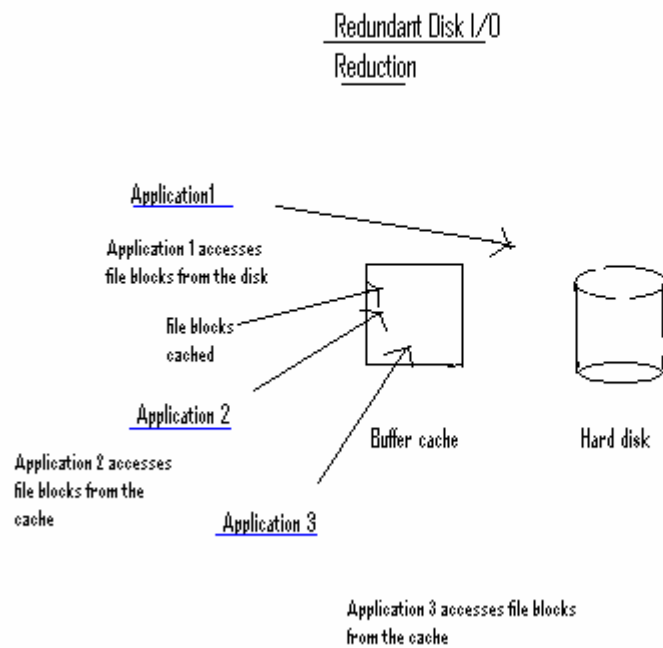 Redundant Disk I/O
Reduction
Application1
Application 1 accesses
file blocks from the disk
file blocks
cached
Application 2
Buffer cache
Hard disk
Application 2 accesses
file blocks from the
cache
Application 3
Application 3 accesses file blocks
from the cache